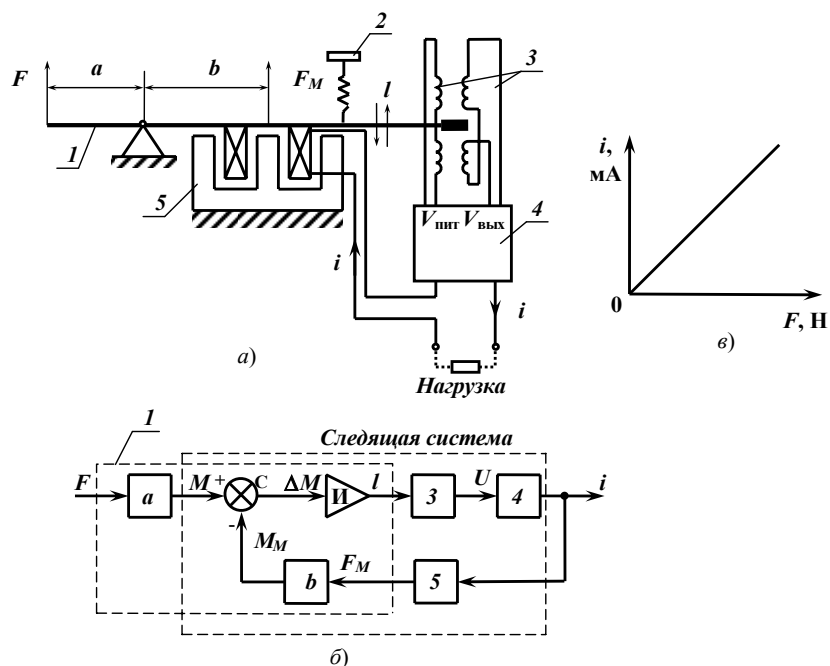 2
F
a
b
F_M
l
3
1
5
V_пит V_вых
4
i
i
Нагрузка
а)
i,
мА
0
F, Н
в)
1
Следящая система
F
a
M
+
С
ΔM
И
l
3
U
4
i
-
M_M
b
F_M
5
б)